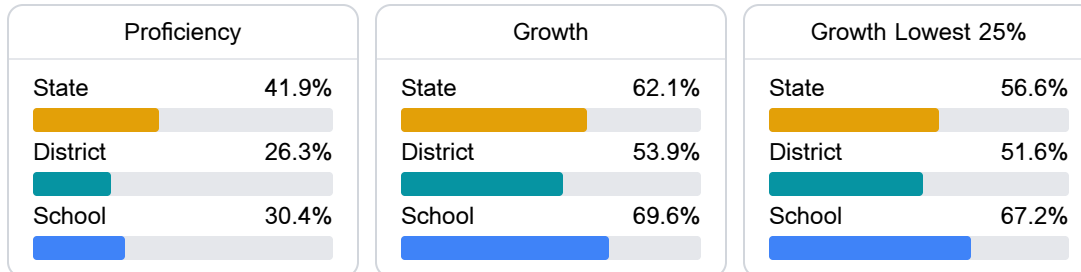 Proficiency
State 41.9%
District 26.3%
School 30.4%
Growth
State 62.1%
District 53.9%
School 69.6%
Growth Lowest 25%
State 56.6%
District 51.6%
School 67.2%